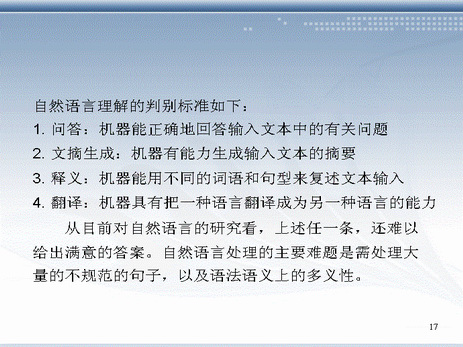 自然语言理解的判别标准如下：
1. 问答：机器能正确地回答输入文本中的有关问题
2. 文摘生成：机器有能力生成输入文本的摘要
3. 释义：机器能用不同的词语和句型来复述文本输入
4. 翻译：机器具有把一种语言翻译成为另一种语言的能力
从目前对自然语言的研究看，上述任一条，还难以
给出满意的答案。自然语言处理的主要难题是需处理大
量的不规范的句子，以及语法语义上的多义性。
17